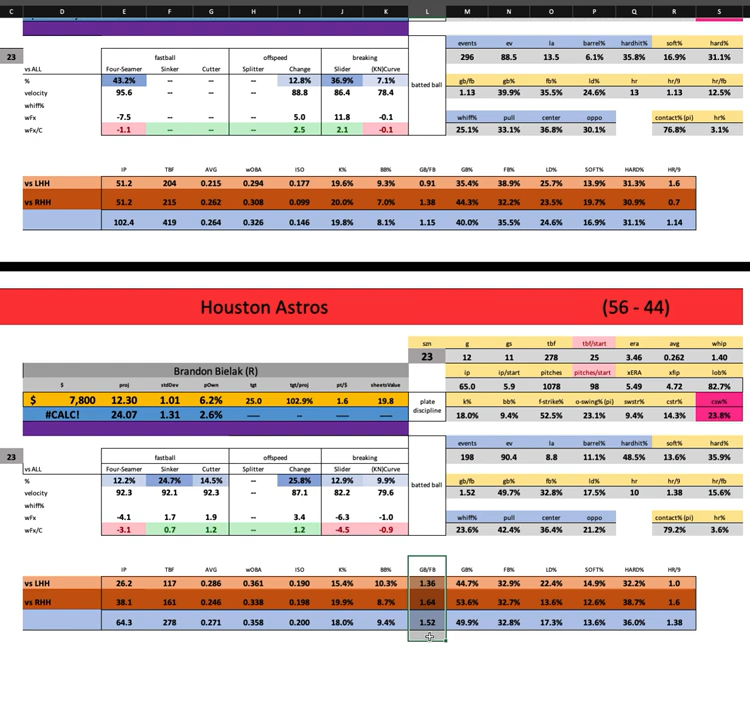 C D E F G H I J K L M N O P Q R S
events ev la barrel% hardhit% soft% hard%
23 fastball offspeed breaking 296 88.5 13.5 6.1% 35.8% 16.9% 31.1%
vs ALL Four-Seamer Sinker Cutter Splitter Change Slider (KN)Curve
% 43.2% -- -- -- 12.8% 36.9% 7.1% batted ball gb/fb gb% fb% ld% hr hr/9 hr/fb
velocity 95.6 -- -- -- 88.8 86.4 78.4 1.13 39.9% 35.5% 24.6% 13 1.13 12.5%
whiff%
wFx -7.5 -- -- -- 5.0 11.8 -0.1 whiff% pull center oppo contact% (pi) hr%
wFx/C -1.1 -- -- -- 2.5 2.1 -0.1 25.1% 33.1% 36.8% 30.1% 76.8% 3.1%
IP TBF AVG wOBA ISO K% BB% GB/FB GB% FB% LD% SOFT% HARD% HR/9
vs LHH 51.2 204 0.215 0.294 0.177 19.6% 9.3% 0.91 35.4% 38.9% 25.7% 13.9% 31.3% 1.6
vs RHH 51.2 215 0.262 0.308 0.099 20.0% 7.0% 1.38 44.3% 32.2% 23.5% 19.7% 30.9% 0.7
102.4 419 0.264 0.326 0.146 19.8% 8.1% 1.15 40.0% 35.5% 24.6% 16.9% 31.1% 1.14
Houston Astros (56 - 44)
sm g gs tbf tbf/start era avg whip
23 12 11 278 25 3.46 0.262 1.40
Brandon Bielak (R) ip ip/start pitches pitches/start xERA xfip lob%
$ proj stdDev pOwn tgt tgt/proj pt/$ sheetsValue 65.0 5.9 1078 98 5.49 4.72 82.7%
$ 7,800 12.30 1.01 6.2% 25.0 102.9% 1.6 19.8 plate discipline k% bb% f-strike% o-swing% (pi) swstr% cstr% csw%
#CALC! 24.07 1.31 2.6% ---- -- ---- 18.0% 9.4% 52.5% 23.1% 9.4% 14.3% 23.8%
events ev la barrel% hardhit% soft% hard%
23 fastball offspeed breaking 198 90.4 8.8 11.1% 48.5% 13.6% 35.9%
vs ALL Four-Seamer Sinker Cutter Splitter Change Slider (KN)Curve
% 12.2% 24.7% 14.5% -- 25.8% 12.9% 9.9% batted ball gb/fb gb% fb% ld% hr hr/9 hr/fb
velocity 92.3 92.1 92.3 -- 87.1 82.2 79.6 1.52 49.7% 32.8% 17.5% 10 1.38 15.6%
whiff%
wFx -4.1 1.7 1.9 -- 3.4 -6.3 -1.0 whiff% pull center oppo contact% (pi) hr%
wFx/C -3.1 0.7 1.2 -- 1.2 -4.5 -0.9 23.6% 42.4% 36.4% 21.2% 79.2% 3.6%
IP TBF AVG wOBA ISO K% BB% GB/FB GB% FB% LD% SOFT% HARD% HR/9
vs LHH 26.2 117 0.286 0.361 0.190 15.4% 10.3% 1.36 44.7% 32.9% 22.4% 14.9% 32.2% 1.0
vs RHH 38.1 161 0.246 0.338 0.198 19.9% 8.7% 1.64 53.6% 32.7% 13.6% 12.6% 38.7% 1.6
64.3 278 0.271 0.358 0.200 18.0% 9.4% 1.52 49.9% 32.8% 17.3% 13.6% 36.0% 1.38